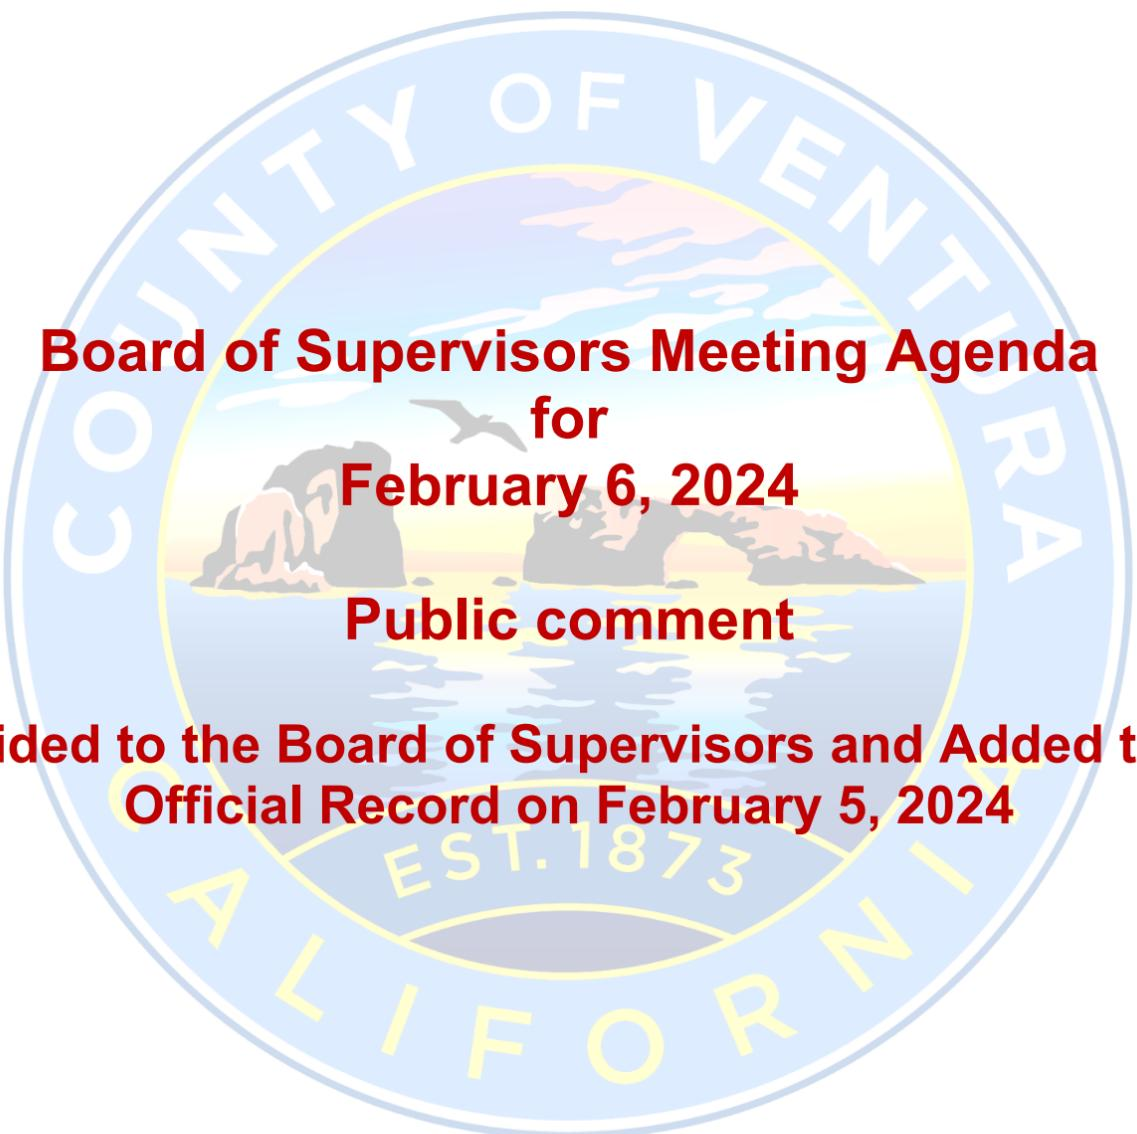 COUNTY OF VENTURA
Board of Supervisors Meeting Agenda
for
February 6, 2024
Public comment
to the Board of Supervisors and Added
Official Record on February 5, 2024
EST. 1873
CALIFORNIA